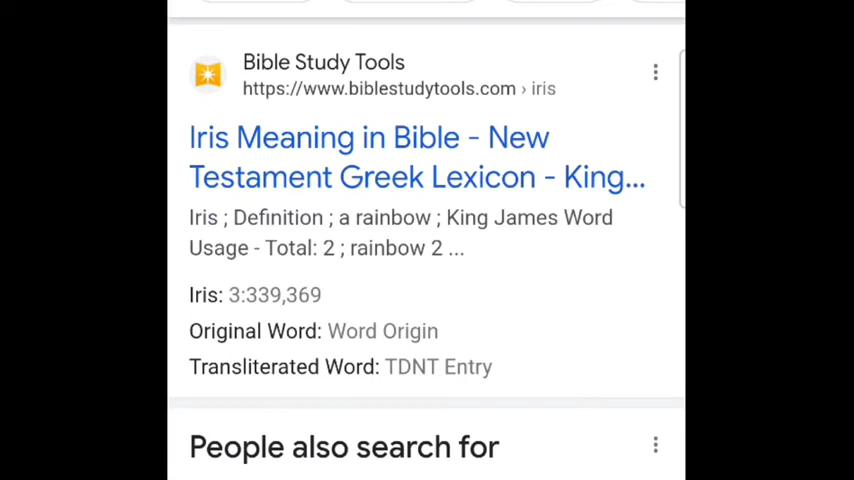 Bible Study Tools
https://www.biblestudytools.com › iris
Iris Meaning in Bible - New
Testament Greek Lexicon - King...
Iris ; Definition ; a rainbow ; King James Word
Usage - Total: 2 ; rainbow 2 ...
Iris: 3:339,369
Original Word: Word Origin
Transliterated Word: TDNT Entry
People also search for